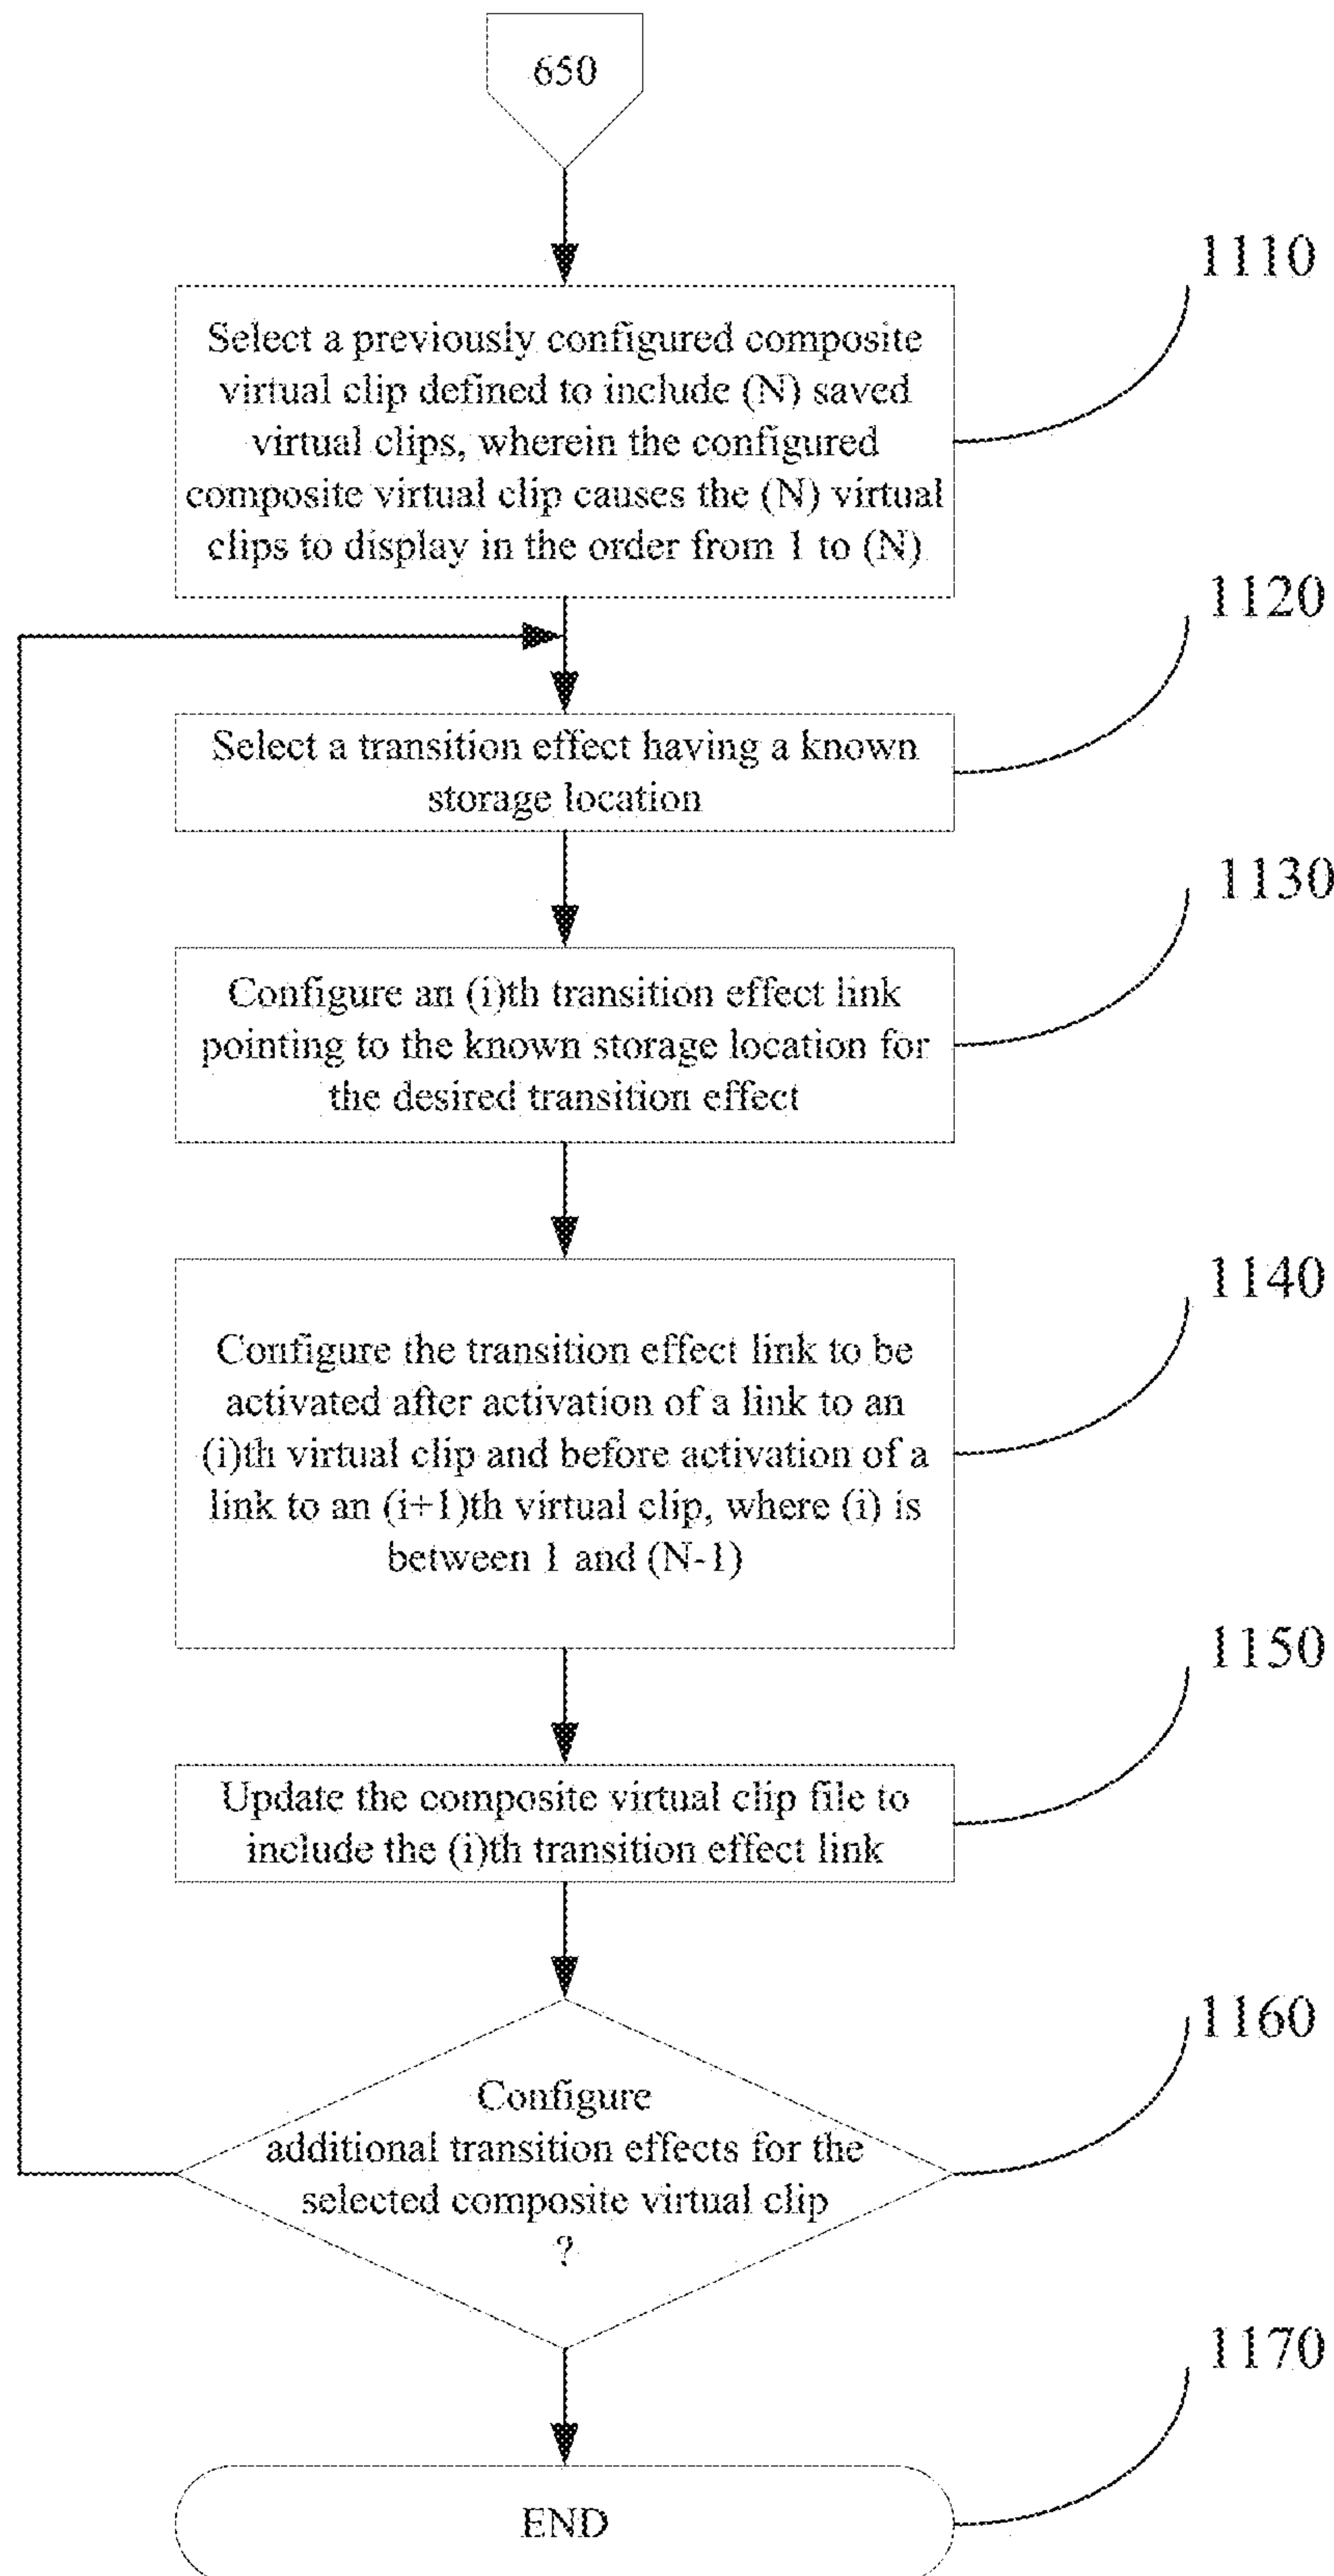 650
1110
Select a previously configured composite
virtual clip defined to include (N) saved
virtual clips, wherein the configured
composite virtual clip causes the (N) virtual
clips to display in the order from 1 to (N)
1120
Select a transition effect having a known
storage location
1130
Configure an (i)th transition effect link
pointing to the known storage location for
the desired transition effect
1140
Configure the transition effect link to be
activated after activation of a link to an
(i)th virtual clip and before activation of a
link to an (i+1)th virtual clip, where (i) is
between 1 and (N-1)
1150
Update the composite virtual clip file to
include the (i)th transition effect link
1160
Configure
additional transition effects for the
selected composite virtual clip
?
1170
END